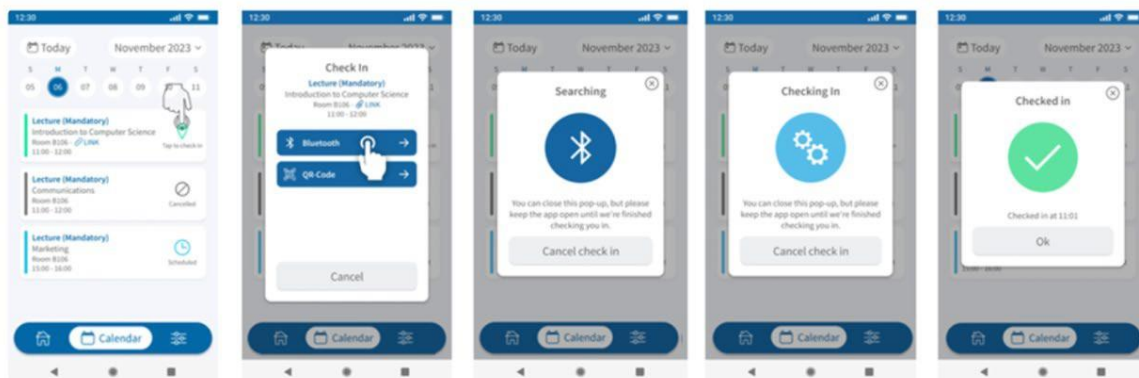 12:30
Today November 2023
S M T W T F S
05 06 07 08 09 11
Lecture (Mandatory)
Introduction to Computer Science
Room B106 - LINK
11:00 - 12:00
Tap to check in
Lecture (Mandatory)
Communications
Room B106
11:00 - 12:00
Cancelled
Lecture (Mandatory)
Marketing
Room B106
15:00 - 16:00
Scheduled
Calendar
12:30
Today November 2023
Check In
Lecture (Mandatory)
Introduction to Computer Science
Room B106 - LINK
11:00 - 12:00
Bluetooth
QR-Code
Cancel
Calendar
12:30
Today November 2023
S M T W T F S
Searching
You can close this pop-up, but please
keep the app open until we're finished
checking you in.
Cancel check in
Calendar
12:30
Today November 2023
S M T W T F S
Checking In
You can close this pop-up, but please
keep the app open until we're finished
checking you in.
Cancel check in
Calendar
12:30
Today November 2023
S M T W T F S
Checked in
Checked in at 11:01
Ok
15:00 - 16:00
Calendar